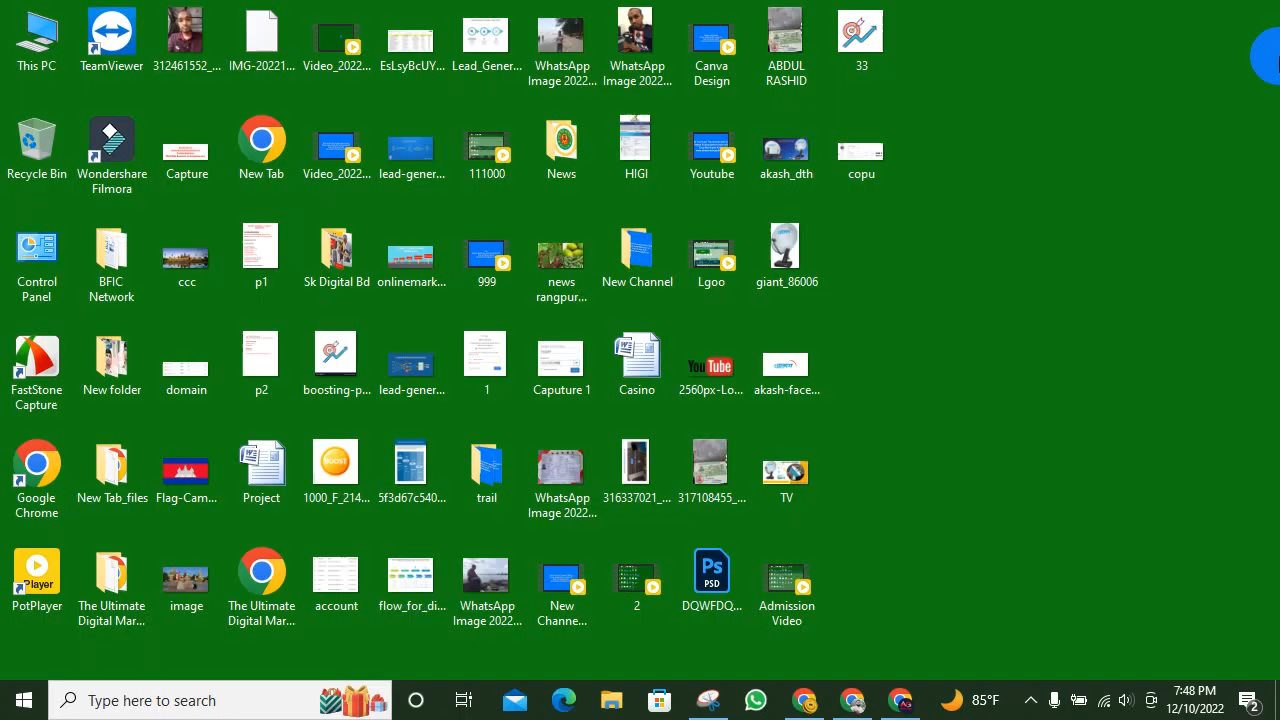 This PC
TeamViewer
312461552_...
IMG-20221...
Video_2022...
EsLsyBcUY...
Lead_Gener...
WhatsApp
Image 2022...
WhatsApp
Image 2022...
Canva
Design
ABDUL
RASHID
33
Recycle Bin
Wondershare
Filmora
Capture
New Tab
Video_2022...
lead-gener...
111000
News
HIGI
Youtube
akash_dth
copu
Control
Panel
BFIC
Network
ccc
p1
Sk Digital Bd
onlinemark...
999
news
rangpur...
New Channel
Lgoo
giant_86006
FastStone
Capture
New folder
domain
p2
boosting-p...
lead-gener...
1
Caputure 1
Casino
YouTube
2560px-Lo...
akash-face...
Google
Chrome
New Tab_files
Flag-Cam...
Project
BOOST
1000_F_214...
5f3d67c540...
trail
WhatsApp
Image 2022...
316337021_...
317108455_...
TV
Player
PotPlayer
The Ultimate
Digital Mar...
image
The Ultimate
Digital Mar...
account
flow_for_di...
WhatsApp
Image 2022...
New
Channe...
2
Ps
PSD
DQWFDQ...
Admission
Video
Type here to search
85°F
7:48 PM
12/10/2022
2